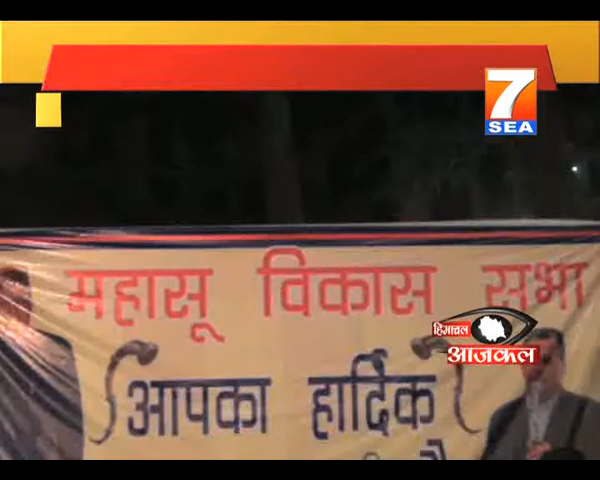 7
SEA
महासू विकास सभा
हिमाचल
आजकल
आपका हार्दिक